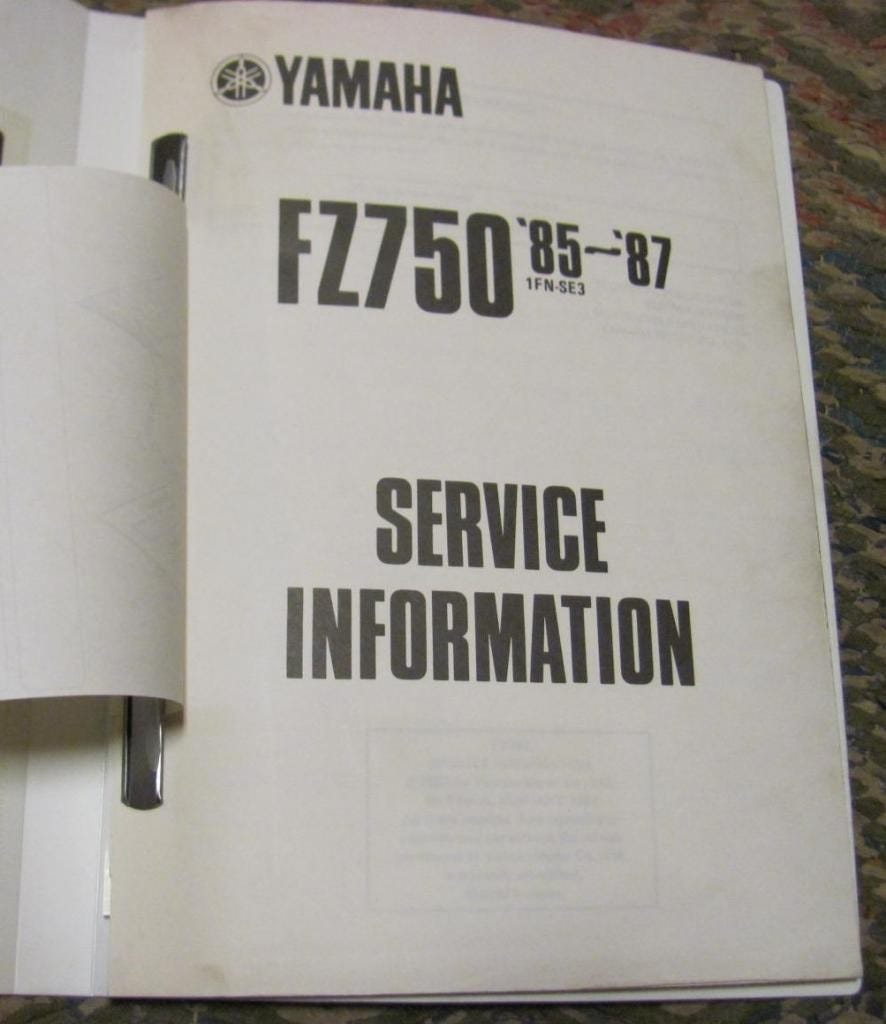 YAMAHA
FZ750 '85~'87
1FN-SE3
SERVICE
INFORMATION